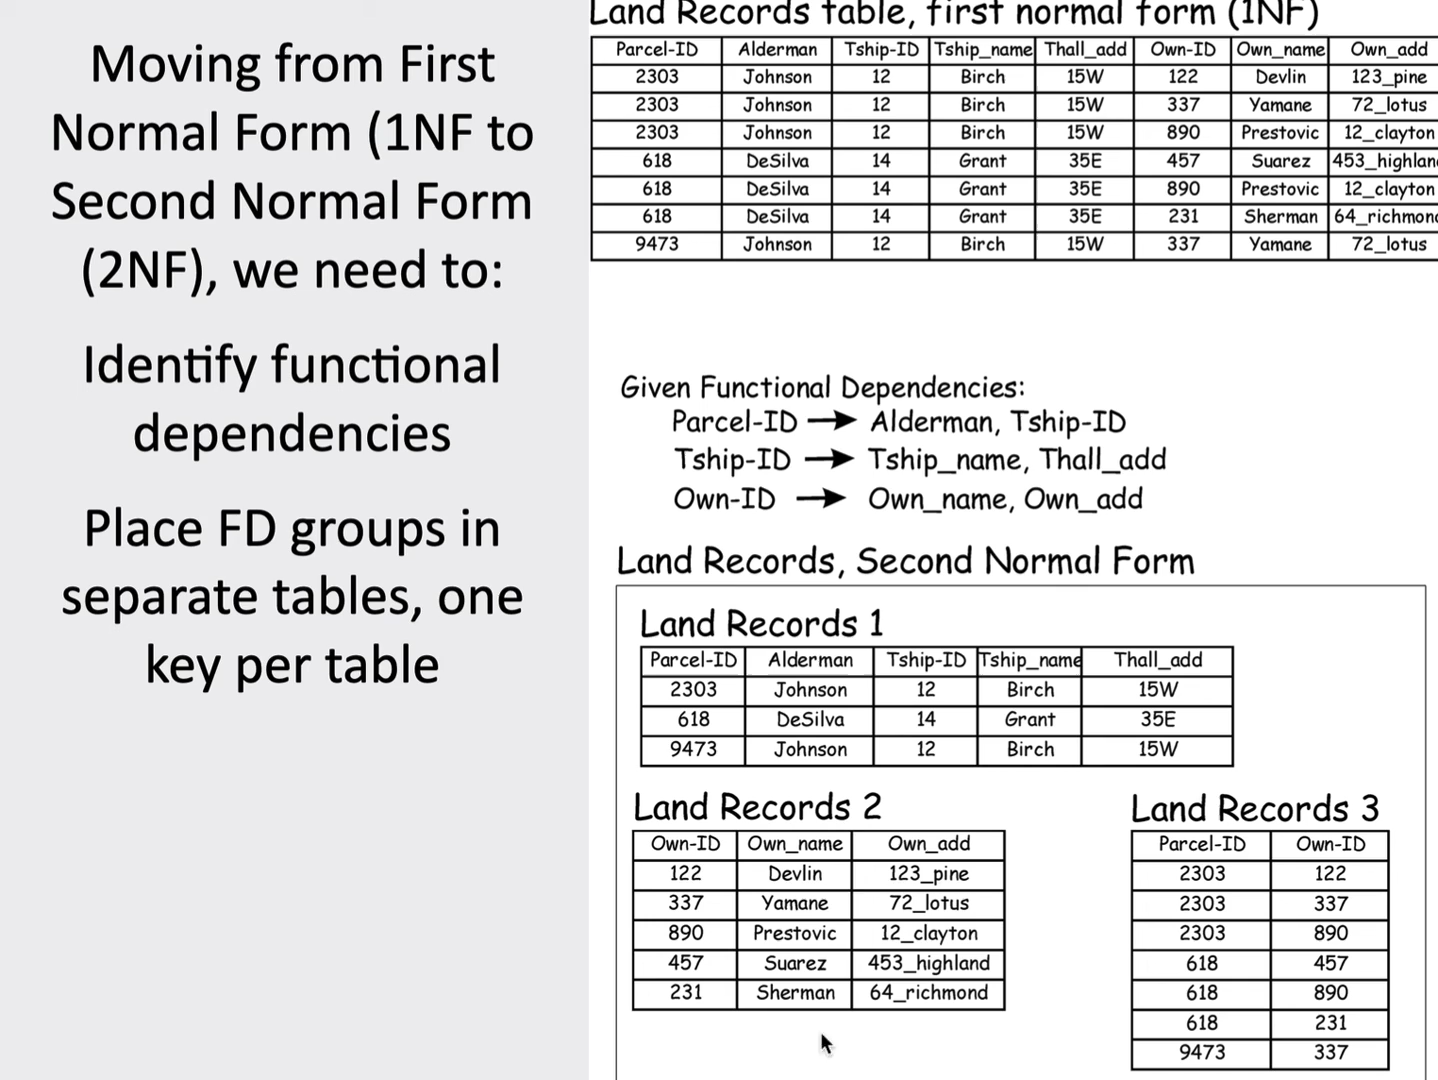 Moving from First
Normal Form (1NF to
Second Normal Form
(2NF), we need to:
Identify functional
dependencies
Place FD groups in
separate tables, one
key per table
Land Records table, first normal form (1NF)
Parcel-ID Alderman Tship-ID Tship_name Thall_add Own-ID Own_name Own_add
2303 Johnson 12 Birch 15W 122 Devlin 123_pine
2303 Johnson 12 Birch 15W 337 Yamane 72_lotus
2303 Johnson 12 Birch 15W 890 Prestovic 12_clayton
618 DeSilva 14 Grant 35E 457 Suarez 453_highlan
618 DeSilva 14 Grant 35E 890 Prestovic 12_clayton
618 DeSilva 14 Grant 35E 231 Sherman 64_richmon
9473 Johnson 12 Birch 15W 337 Yamane 72_lotus
Given Functional Dependencies:
Parcel-ID → Alderman, Tship-ID
Tship-ID → Tship_name, Thall_add
Own-ID → Own_name, Own_add
Land Records, Second Normal Form
Land Records 1
Parcel-ID Alderman Tship-ID Tship_name Thall_add
2303 Johnson 12 Birch 15W
618 DeSilva 14 Grant 35E
9473 Johnson 12 Birch 15W
Land Records 2
Own-ID Own_name Own_add
122 Devlin 123_pine
337 Yamane 72_lotus
890 Prestovic 12_clayton
457 Suarez 453_highland
231 Sherman 64_richmond
Land Records 3
Parcel-ID Own-ID
2303 122
2303 337
2303 890
618 457
618 890
618 231
9473 337